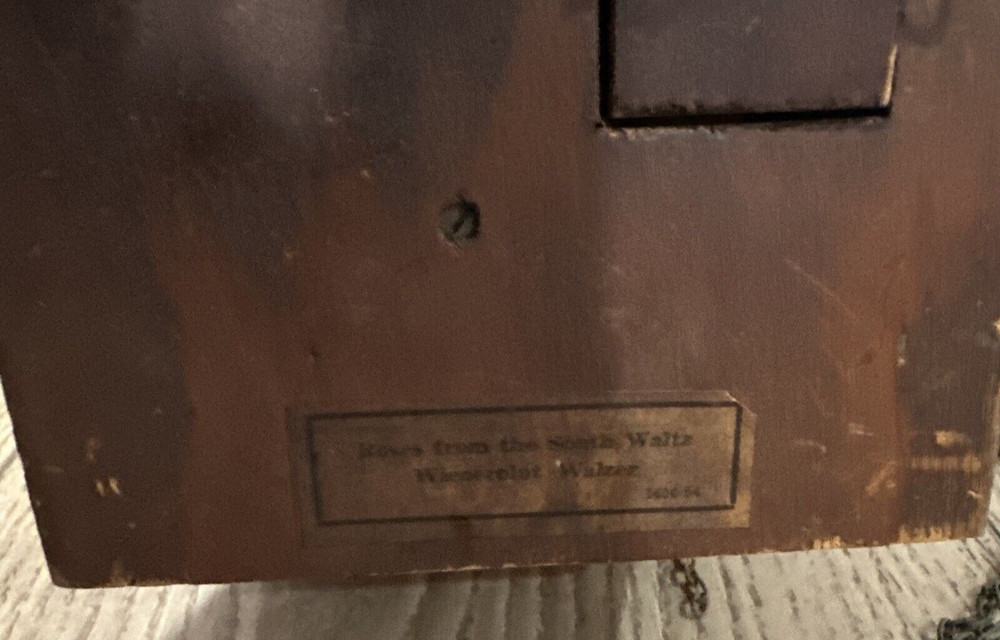 Roses from the South, Waltz
Wienerblut Walzer